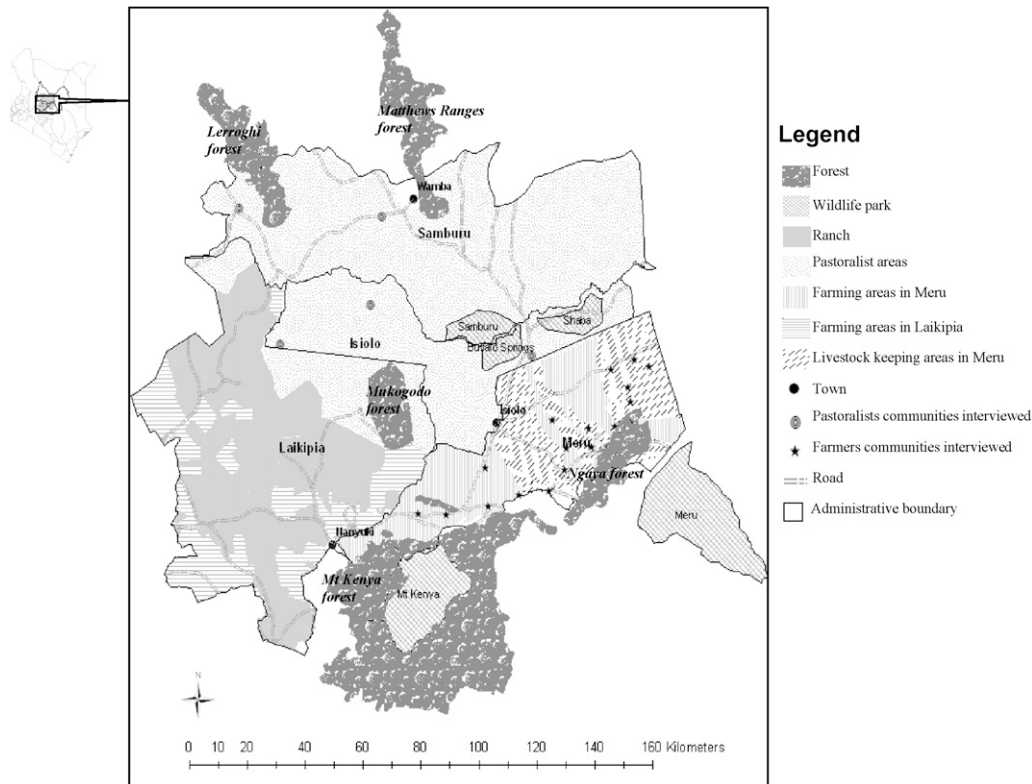 Matthews Ranges
forest
Lerroghi
forest
Wamba
Samburu
Samburu
Shaba
Buffalo Springs
Isiolo
Mukogodo
forest
Isiolo
Laikipia
Meru
Ngaya forest
Meru
Nanyuki
Mt Kenya
forest
Mt Kenya
N
0 10 20 40 60 80 100 120 140 160 Kilometers
Legend
Forest
Wildlife park
Ranch
Pastoralist areas
Farming areas in Meru
Farming areas in Laikipia
Livestock keeping areas in Meru
Town
Pastoralists communities interviewed
Farmers communities interviewed
Road
Administrative boundary